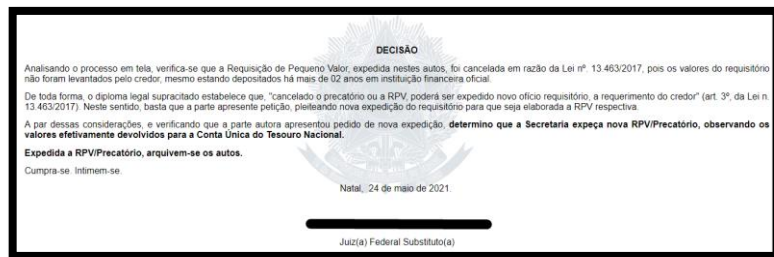 DECISÃO
Analisando o processo em tela, verifica-se que a Requisição de Pequeno Valor, expedida nestes autos, foi cancelada em razão da Lei nº. 13.463/2017, pois os valores do requisitório
não foram levantados pelo credor, mesmo estando depositados há mais de 02 anos em instituição financeira oficial.
De toda forma, o diploma legal supracitado estabelece que, "cancelado o precatório ou a RPV, poderá ser expedido novo ofício requisitório, a requerimento do credor" (art. 3º, da Lei n.
13.463/2017). Neste sentido, basta que a parte apresente petição, pleiteando nova expedição do requisitório para que seja elaborada a RPV respectiva.
A par dessas considerações, e verificando que a parte autora apresentou pedido de nova expedição, determino que a Secretaria expeça nova RPV/Precatório, observando os
valores efetivamente devolvidos para a Conta Única do Tesouro Nacional.
Expedida a RPV/Precatório, arquivem-se os autos.
Cumpra-se. Intimem-se.
Natal, 24 de maio de 2021.
Juiz(a) Federal Substituto(a)